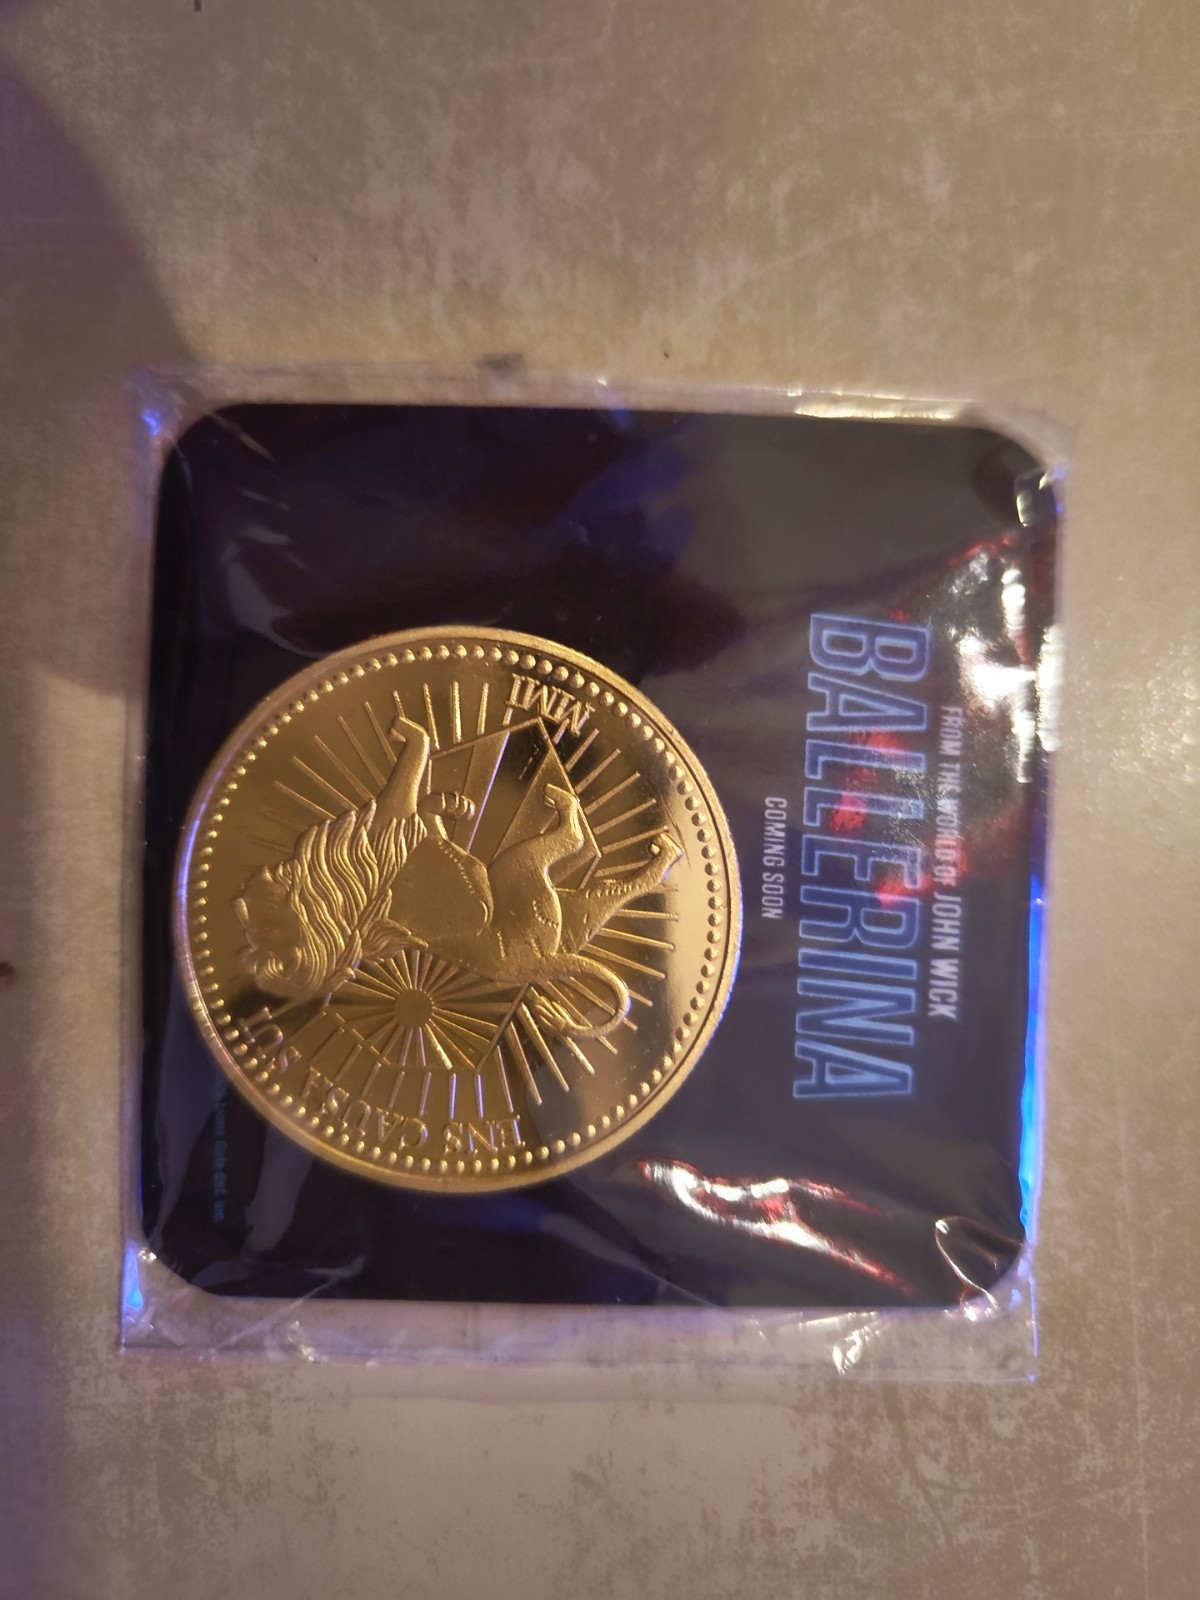 FROM THE WORLD OF JOHN WICK
BALLERINA
COMING SOON
MMI
ENS CAUSA SUI